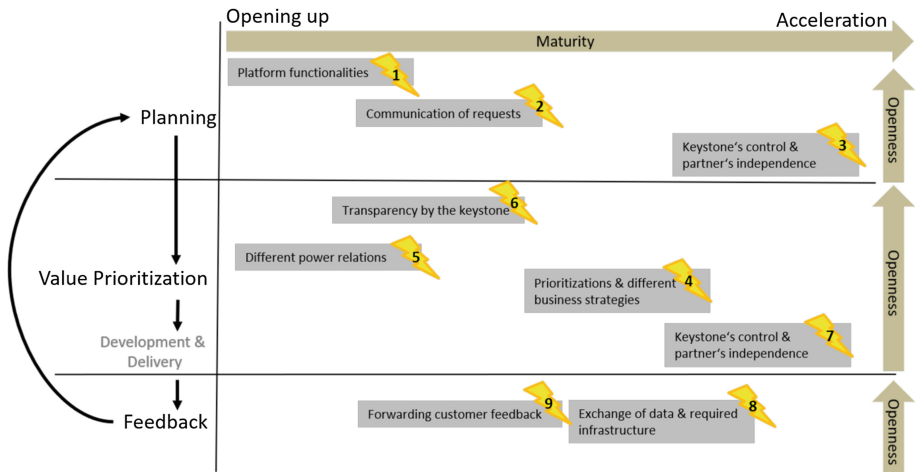 Opening up
Acceleration
Maturity
Platform functionalities
1
Communication of requests
2
Planning
Keystone‘s control &
partner‘s independence
3
Openness
Transparency by the keystone
6
Different power relations
5
Value Prioritization
Prioritizations & different
business strategies
4
Openness
Development &
Delivery
Keystone‘s control &
partner‘s independence
7
Feedback
Forwarding customer feedback
9
Exchange of data & required
infrastructure
8
Openness